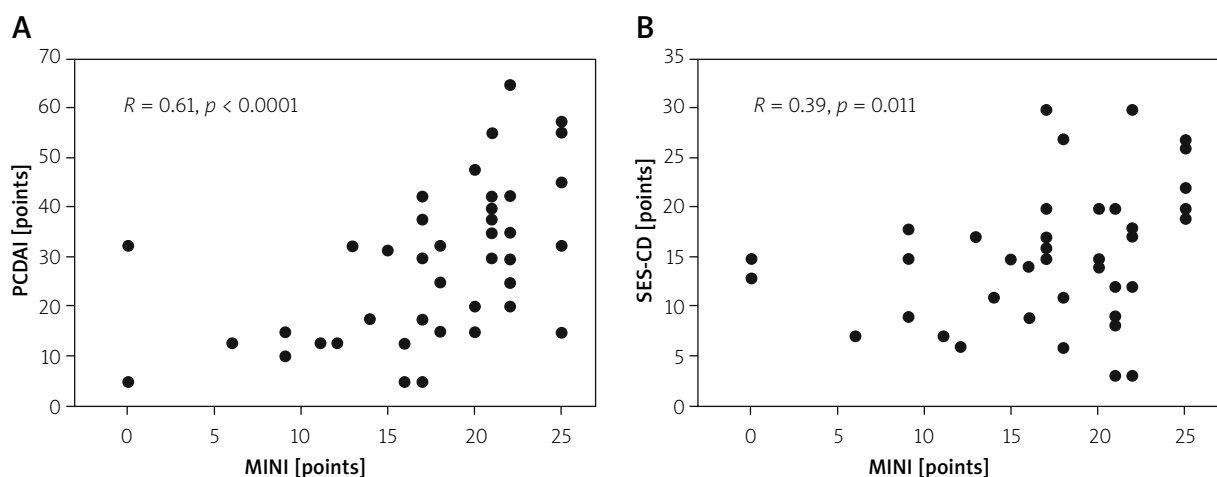 A
PCDAI [points]
70
60
50
40
30
20
10
0
R = 0.61, p < 0.0001
0 5 10 15 20 25
MINI [points]
B
SES-CD [points]
35
30
25
20
15
10
5
0
R = 0.39, p = 0.011
0 5 10 15 20 25
MINI [points]